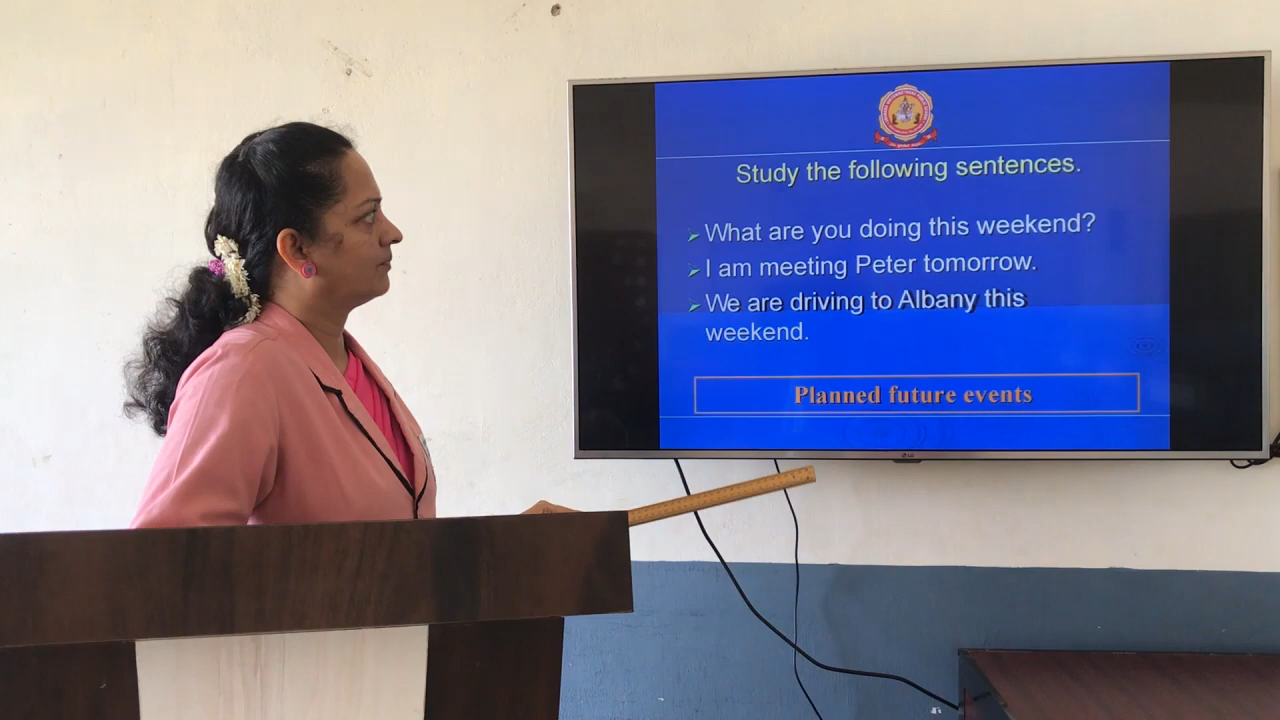 Study the following sentences.
What are you doing this weekend?
I am meeting Peter tomorrow.
We are driving to Albany this
weekend.
Planned future events
LG